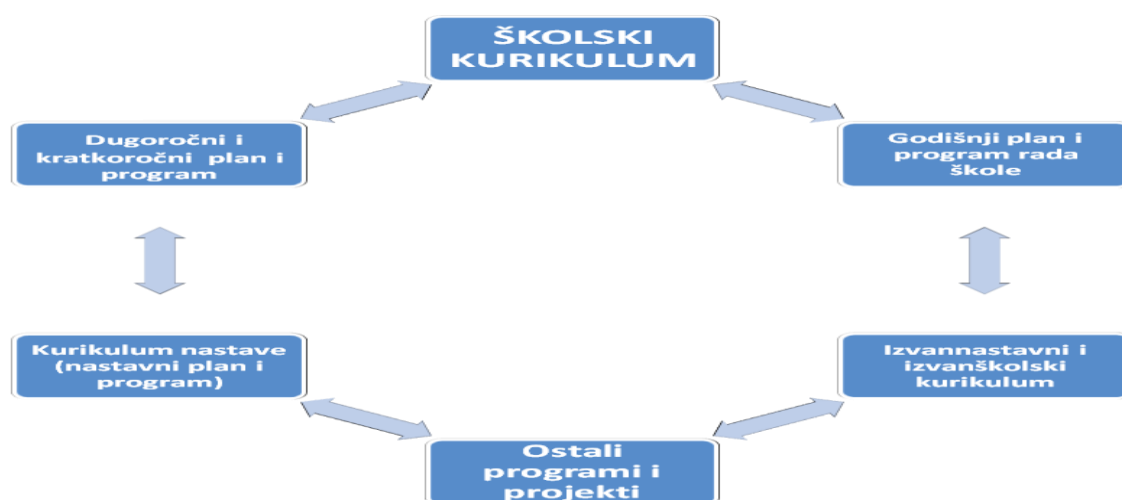 ŠKOLSKI
KURIKULUM
Dugoročni i
kratkoročni plan i
program
Godišnji plan i
program rada
škole
Kurikulum nastave
(nastavni plan i
program)
Izvannastavni i
izvanškolski
kurikulum
Ostali
programi i
projekti